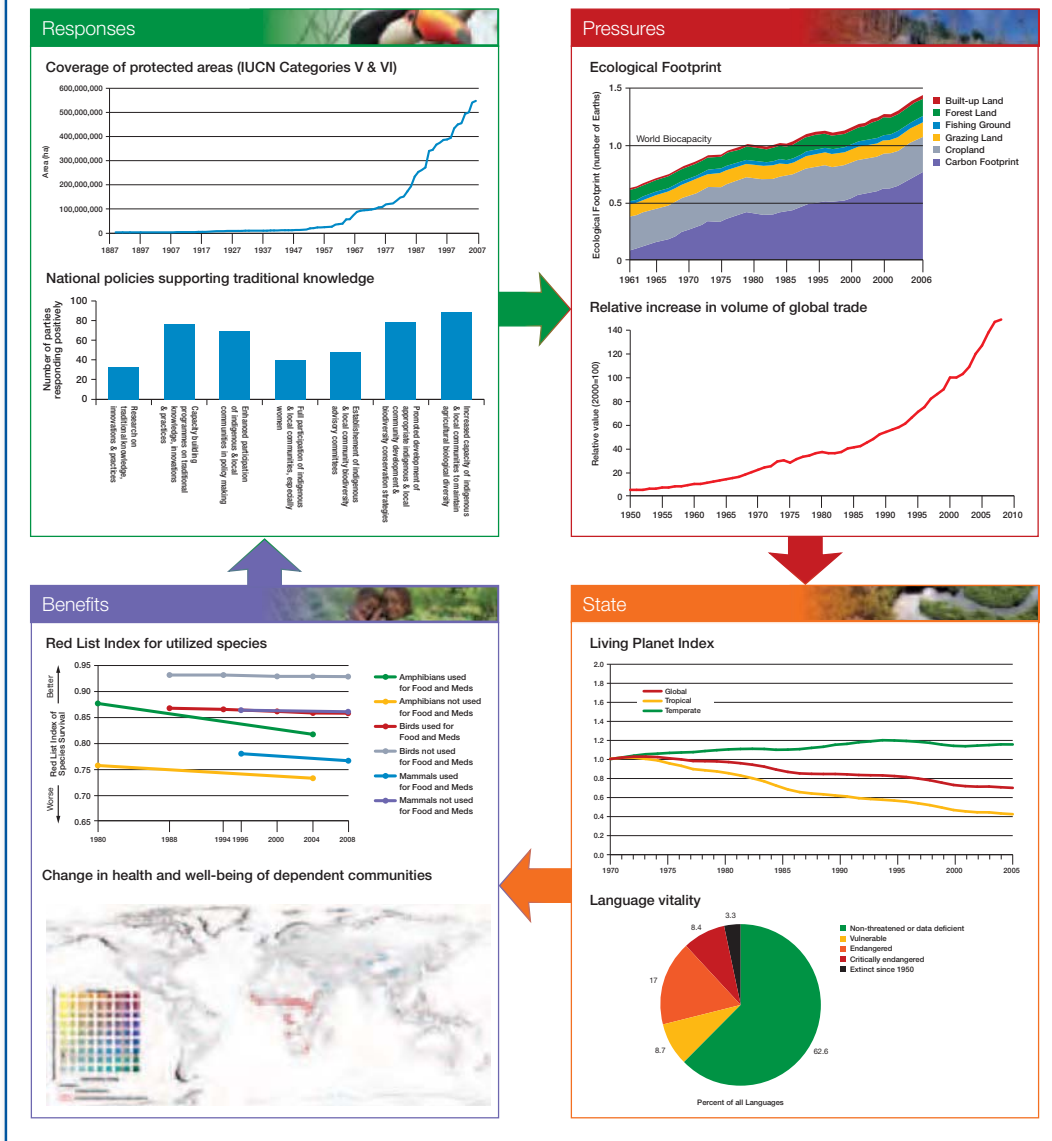 Responses
Coverage of protected areas (IUCN Categories V & VI)
600,000,000
500,000,000
400,000,000
300,000,000
200,000,000
100,000,000
0
Area (ha)
1887 1897 1907 1917 1927 1937 1947 1957 1967 1977 1987 1997 2007
National policies supporting traditional knowledge
Number of parties
responding positively
100
80
60
40
20
0
Research on
traditional knowledge,
innovations & practices
Capacity building
programmes on traditional
knowledge, innovations
& practices
Enhanced participation
of indigenous & local
communities in policy making
Full participation of indigenous
& local communities, especially
women
Establishement of indigenous
& local community biodiversity
advisory committees
Promoted development of
appropriate indigenous & local
community development &
biodiversity conservation strategies
Increased capacity of indigenous
& local communities to maintain
agricultural biological diversity
Pressures
Ecological Footprint
Ecological Footprint (number of Earths)
1.5
1.0
0.5
0
World Biocapacity
1961 1965 1970 1975 1980 1985 1995 2000 2000 2006
Built-up Land
Forest Land
Fishing Ground
Grazing Land
Cropland
Carbon Footprint
Relative increase in volume of global trade
Relative value (2000=100)
140
120
100
80
60
40
20
0
1950 1955 1960 1965 1970 1975 1980 1985 1990 1995 2000 2005 2010
Benefits
Red List Index for utilized species
Better
Red List Index of
Species Survival
Worse
0.95
0.90
0.85
0.80
0.75
0.70
0.65
1980 1988 1994 1996 2000 2004 2008
Amphibians used
for Food and Meds
Amphibians not used
for Food and Meds
Birds used for
Food and Meds
Birds not used
for Food and Meds
Mammals used
for Food and Meds
Mammals not used
for Food and Meds
Change in health and well-being of dependent communities
State
Living Planet Index
2.0
1.8
1.6
1.4
1.2
1.0
0.8
0.6
0.4
0.2
0.0
Global
Tropical
Temperate
1970 1975 1980 1985 1990 1995 2000 2005
Language vitality
3.3
8.4
17
8.7
62.6
Non-threatened or data deficient
Vulnerable
Endangered
Critically endangered
Extinct since 1950
Percent of all Languages